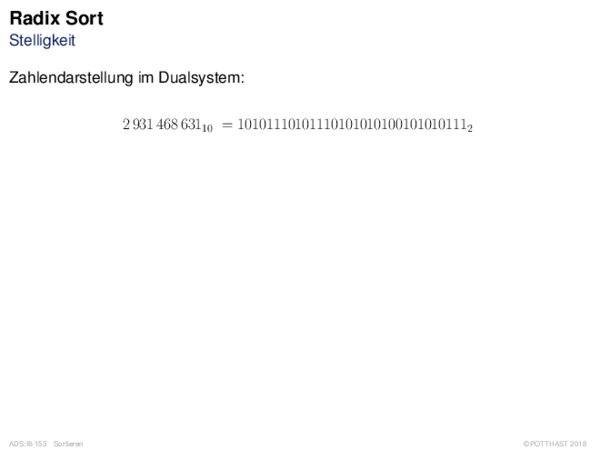 Radix Sort
Stelligkeit
Zahlendarstellung im Dualsystem:
2 931 468 631₁₀ = 10101110101110101010100101010111₂
ADS:III-153 Sortieren
©POTTHAST 2018